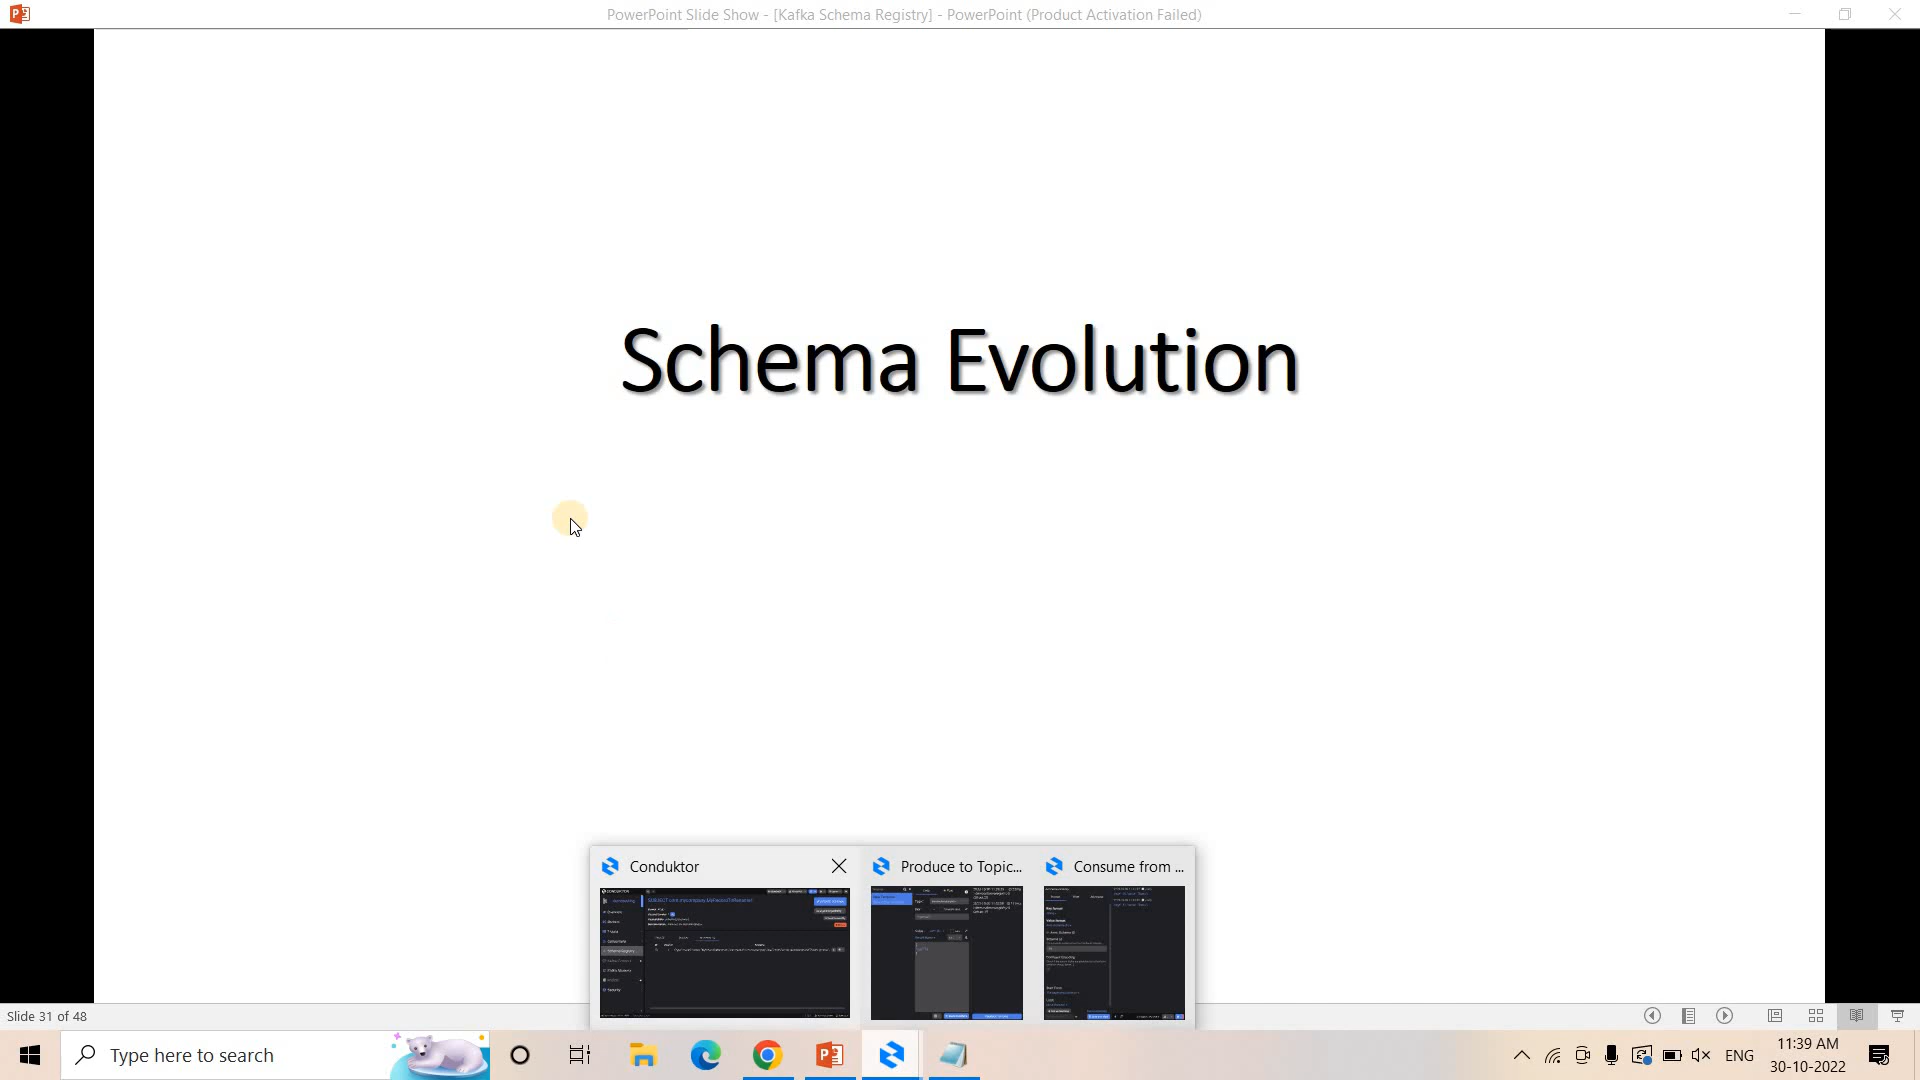 PowerPoint Slide Show - [Kafka Schema Registry] - PowerPoint (Product Activation Failed)
Schema Evolution
Conduktor
Produce to Topic...
Consume from ...
Slide 31 of 48
Type here to search
ENG
11:39 AM
30-10-2022